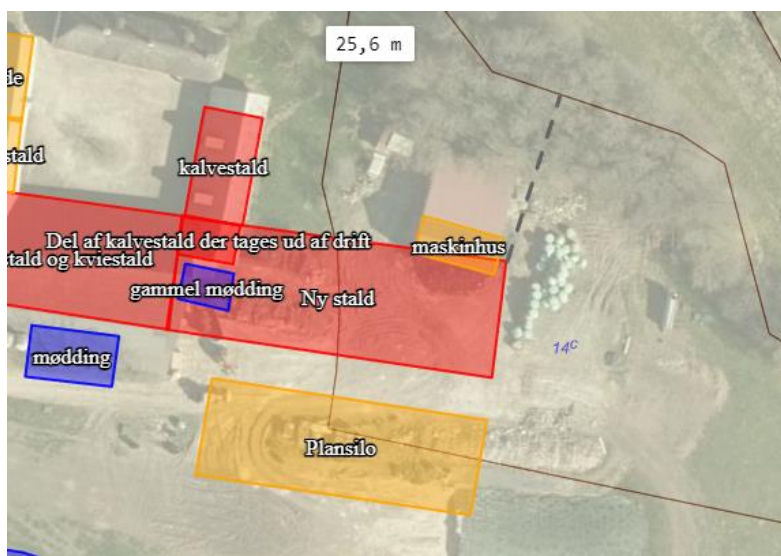 25,6 m
de
stald
kalvestald
Del af kalvestald der tages ud af drift
maskinhus
stald og kviestald
gammel mødding
Ny stald
mødding
14c
Plansilo